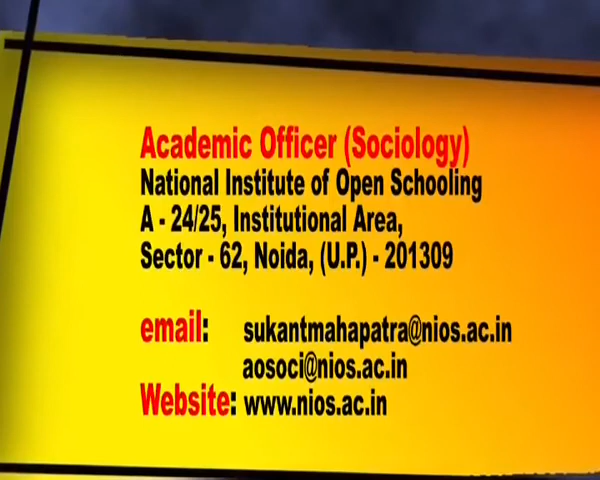 Academic Officer (Sociology)
National Institute of Open Schooling
A - 24/25, Institutional Area,
Sector - 62, Noida, (U.P.) - 201309
email: sukantmahapatra@nios.ac.in
aosoci@nios.ac.in
Website: www.nios.ac.in